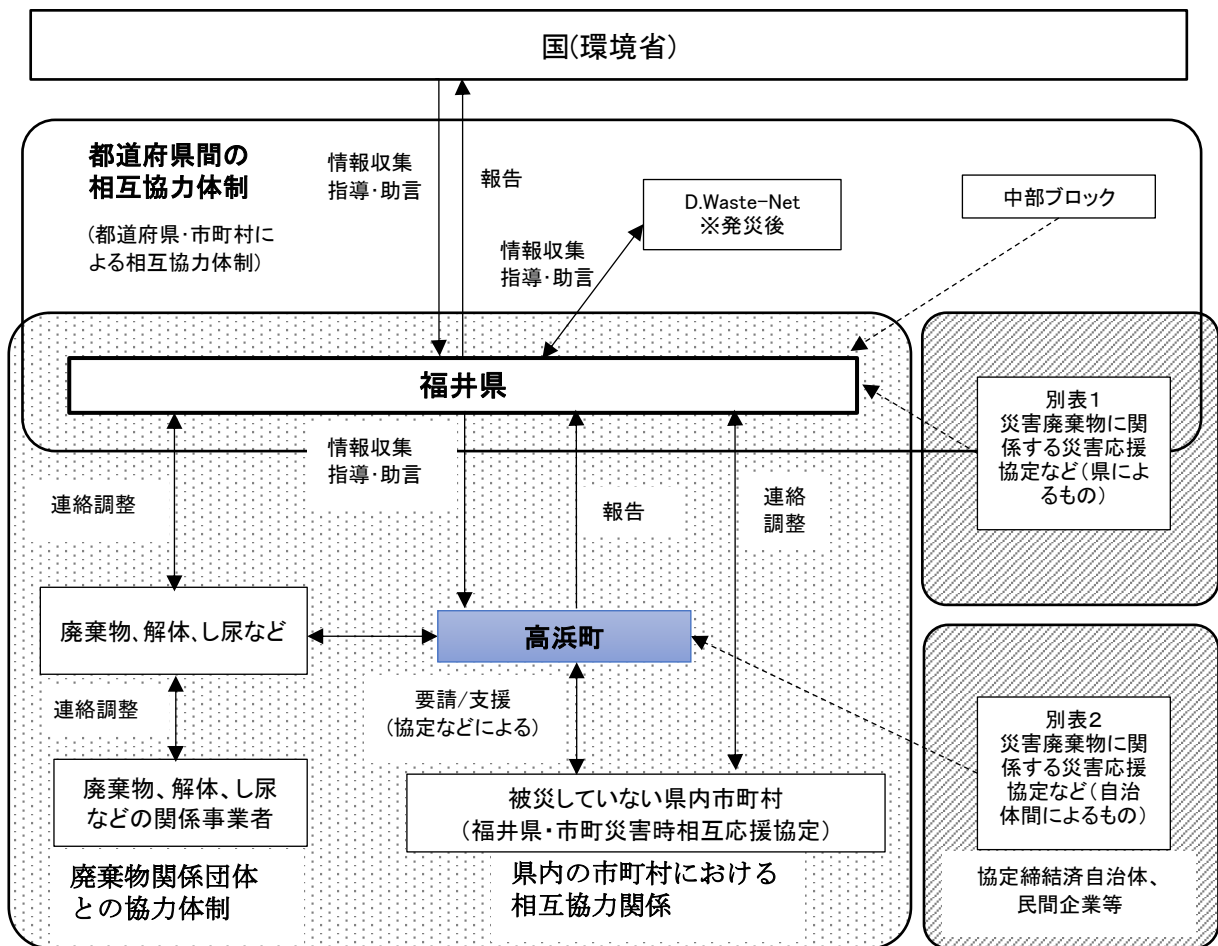 国(環境省)
都道府県間の
相互協力体制
(都道府県・市町村に
よる相互協力体制)
情報収集
指導・助言
報告
D.Waste-Net
※発災後
中部ブロック
情報収集
指導・助言
福井県
別表1
災害廃棄物に関
係する災害応援
協定など(県によ
るもの)
情報収集
指導・助言
連絡調整
報告
連絡
調整
廃棄物、解体、し尿など
高浜町
連絡調整
要請/支援
(協定などによる)
別表2
災害廃棄物に関
係する災害応援
協定など(自治
体間によるもの)
廃棄物、解体、し尿
などの関係事業者
被災していない県内市町村
(福井県・市町災害時相互応援協定)
廃棄物関係団体
との協力体制
県内の市町村における
相互協力関係
協定締結済自治体、
民間企業等